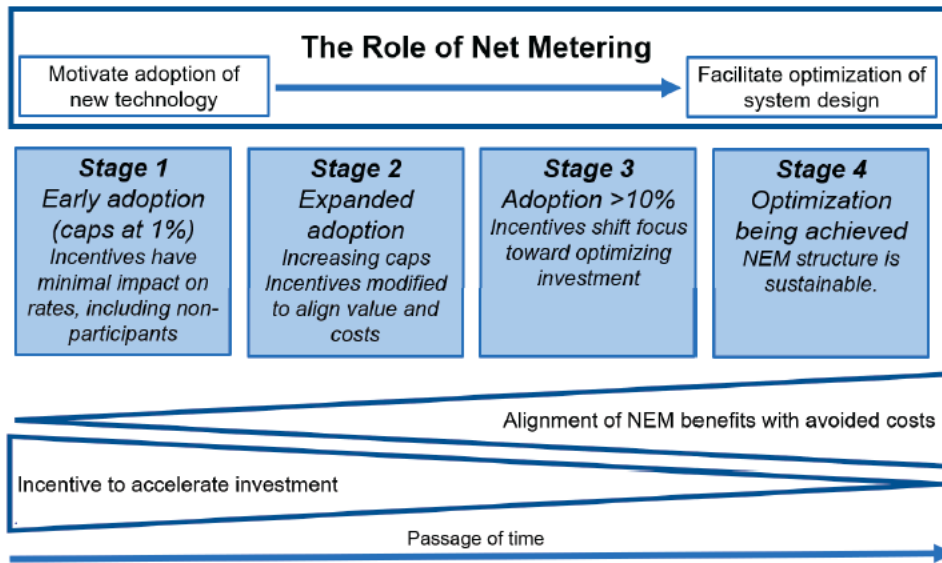 The Role of Net Metering
Motivate adoption of
new technology
Facilitate optimization of
system design
Stage 1
Early adoption
(caps at 1%)
Incentives have
minimal impact on
rates, including non-
participants
Stage 2
Expanded
adoption
Increasing caps
Incentives modified
to align value and
costs
Stage 3
Adoption >10%
Incentives shift focus
toward optimizing
investment
Stage 4
Optimization
being achieved
NEM structure is
sustainable.
Alignment of NEM benefits with avoided costs
Incentive to accelerate investment
.
Passage of time